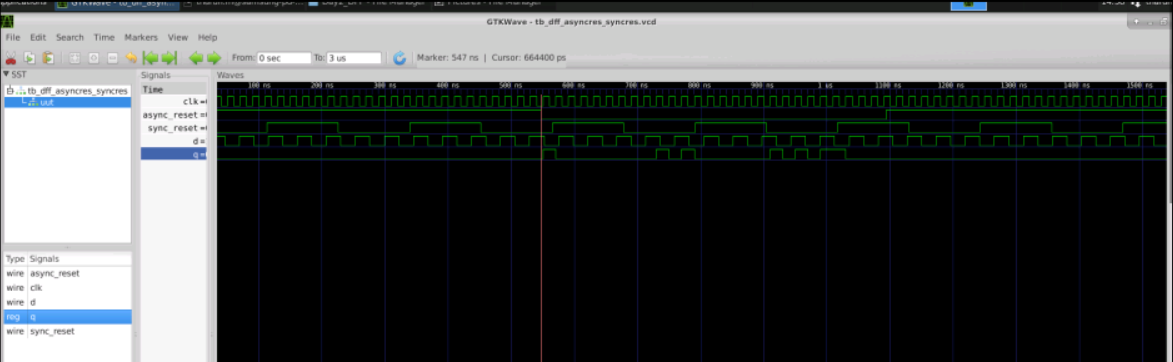 GTKWave - tb_dff_asyncres_syncres.vcd
File Edit Search Time Markers View Help
From: 0 sec To: 3 us Marker: 547 ns | Cursor: 664400 ps
SST
tb_dff_asyncres_syncres
uut
Signals
Time
clk=
async_reset=
sync_reset=
d=
q=
Waves
100 ns 200 ns 300 ns 400 ns 500 ns 600 ns 700 ns 800 ns 900 ns 1 us 1100 ns 1200 ns 1300 ns 1400 ns 1500 ns
Type Signals
wire async_reset
wire clk
wire d
reg q
wire sync_reset